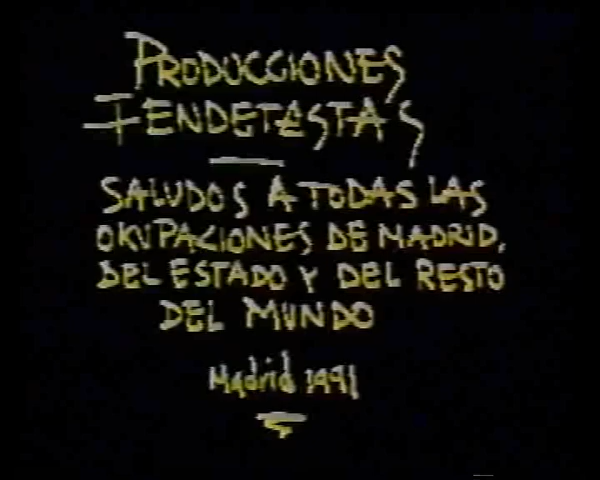 PRODUCCIONES
FENDETESTAS
SALUDOS A TODAS LAS
OKUPACIONES DE MADRID,
DEL ESTADO Y DEL RESTO
DEL MUNDO
Madrid 1991